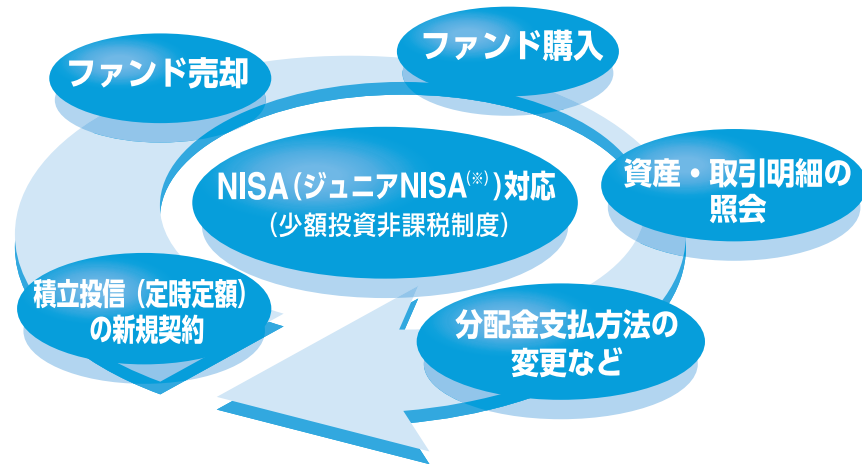 ファンド購入
ファンド売却
NISA（ジュニアNISA(※)）対応
（少額投資非課税制度）
資産・取引明細の
照会
積立投信（定時定額）
の新規契約
分配金支払方法の
変更など